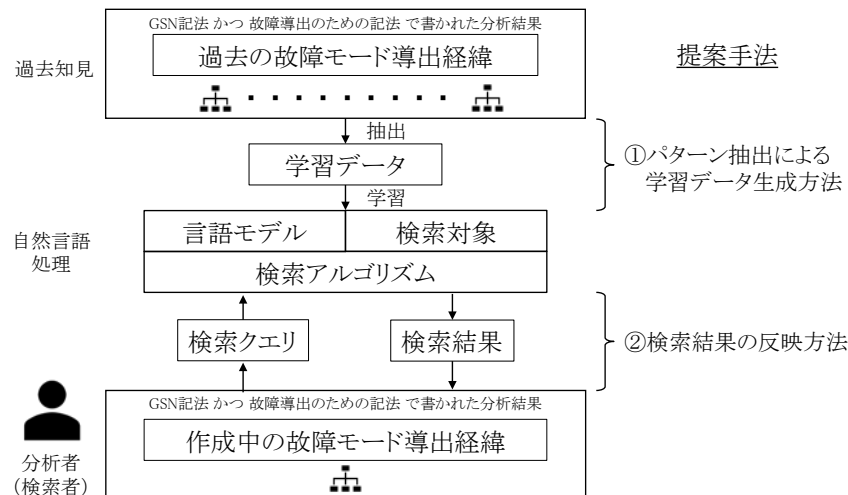 GSN記法 かつ 故障導出のための記法 で書かれた分析結果
過去の故障モード導出経緯
過去知見
提案手法
抽出
学習データ
学習
①パターン抽出による
学習データ生成方法
言語モデル
検索対象
検索アルゴリズム
自然言語
処理
検索クエリ
検索結果
②検索結果の反映方法
GSN記法 かつ 故障導出のための記法 で書かれた分析結果
作成中の故障モード導出経緯
分析者
(検索者)